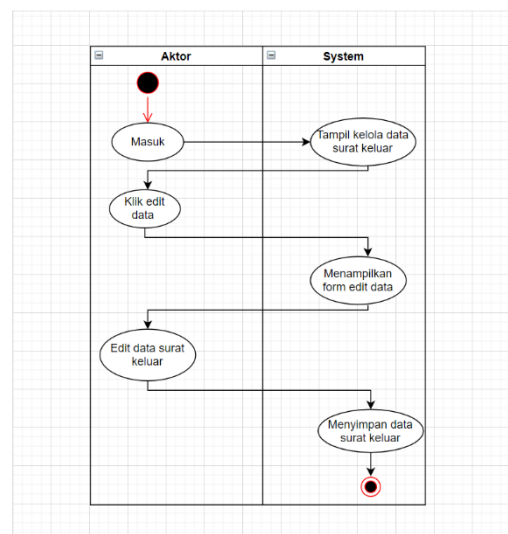 Aktor
System
Masuk
Tampil kelola data
surat keluar
Klik edit
data
Menampilkan
form edit data
Edit data surat
keluar
Menyimpan data
surat keluar